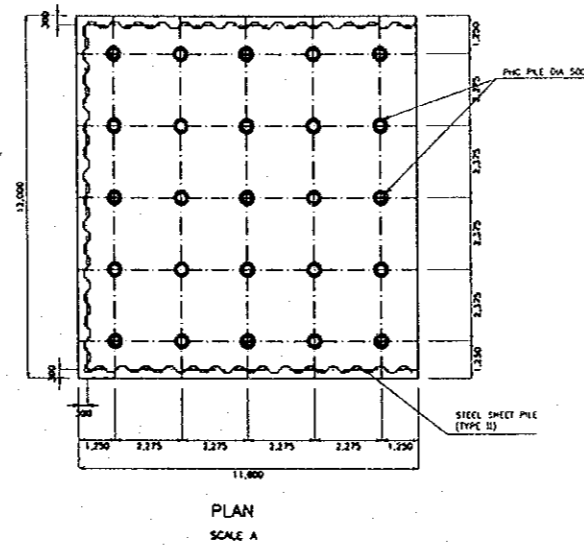 300
1,250
PHC PILE DIA 500
2,375
2,375
12,000
2,375
2,375
300
1,250
300
STEEL SHEET PILE
(TYPE II)
1,250 2,275 2,275 2,275 2,275 1,250
11,600
PLAN
SCALE A